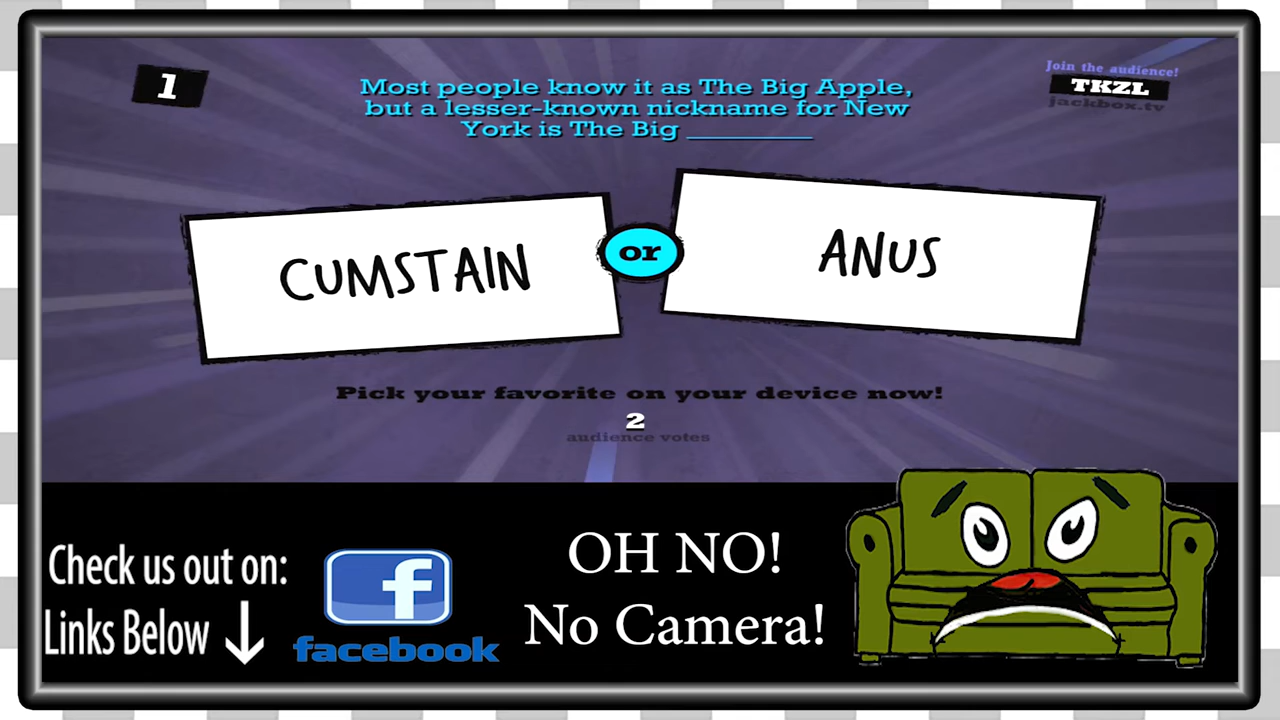 1
Most people know it as The Big Apple,
but a lesser-known nickname for New
York is The Big __________
Join the audience!
TKZL
jackbox.tv
CUMSTAIN
or
ANUS
Pick your favorite on your device now!
2
audience votes
Check us out on:
Links Below
f
facebook
OH NO!
No Camera!